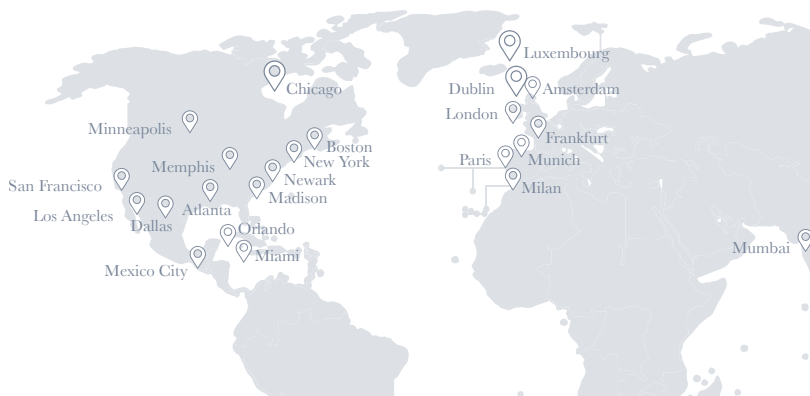 Luxembourg
Chicago
Dublin
Amsterdam
London
Minneapolis
Frankfurt
Boston
New York
Memphis
Paris
Munich
Newark
San Francisco
Milan
Madison
Atlanta
Los Angeles
Dallas
Orlando
Mumbai
Miami
Mexico City